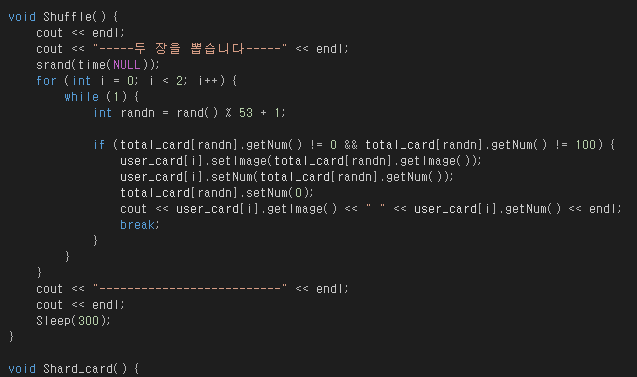 void Shuffle() {
cout << endl;
cout << "-----두 장을 뽑습니다-----" << endl;
srand(time(NULL));
for (int i = 0; i < 2; i++) {
while (1) {
int randn = rand() % 53 + 1;
if (total_card[randn].getNum() != 0 && total_card[randn].getNum() != 100) {
user_card[i].setImage(total_card[randn].getImage());
user_card[i].setNum(total_card[randn].getNum());
total_card[randn].setNum(0);
cout << user_card[i].getImage() << " " << user_card[i].getNum() << endl;
break;
}
}
}
cout << "--------------------------" << endl;
cout << endl;
Sleep(300);
}
void Shard_card() {